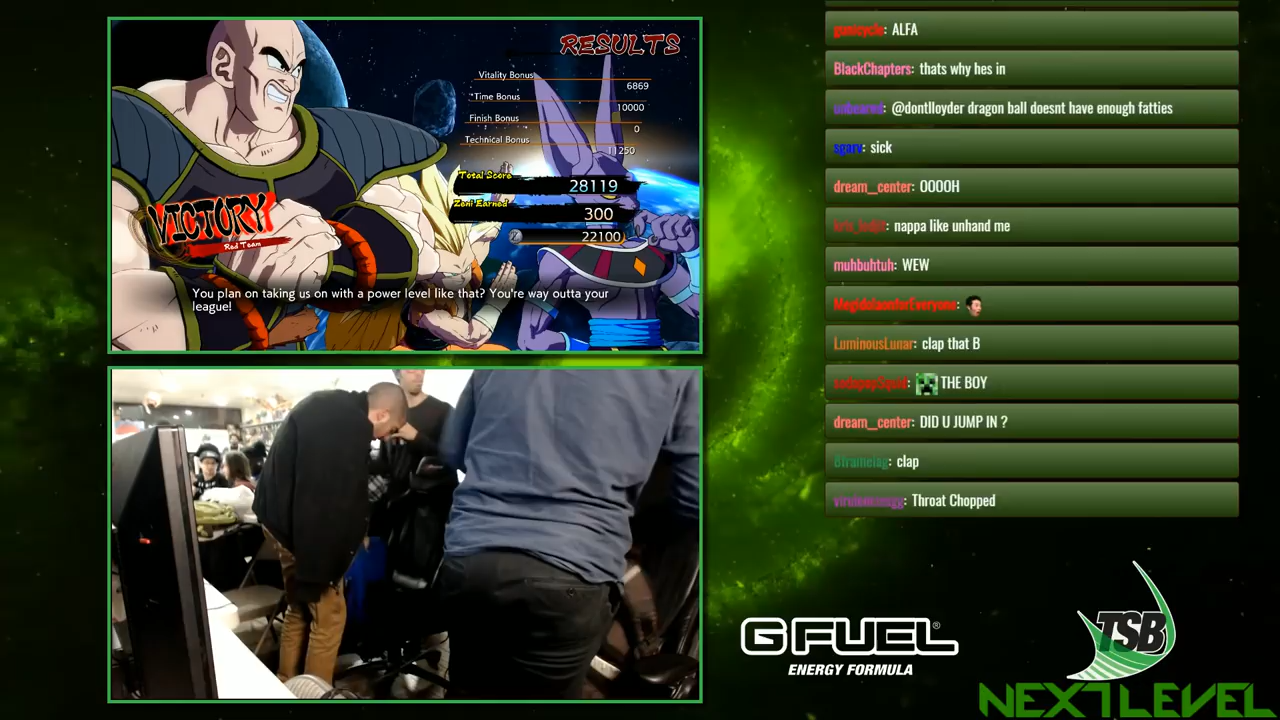 RESULTS
Vitality Bonus
6869
Time Bonus
10000
Finish Bonus
0
Technical Bonus
11250
Total Score
28119
Zeni Earned
300
22100
VICTORY
Red Team
You plan on taking us on with a power level like that? You're way outta your
league!
ALFA
BlackChapters: thats why hes in
@dontlloyder dragon ball doesnt have enough fatties
sgarv: sick
dream_center: OOOOH
nappa like unhand me
muhbuhtuh: WEW
MegidolaonforEveryone:
LuminousLunar: clap that B
THE BOY
dream_center: DID U JUMP IN ?
clap
Throat Chopped
G FUEL®
ENERGY FORMULA
TSB
NEXT LEVEL